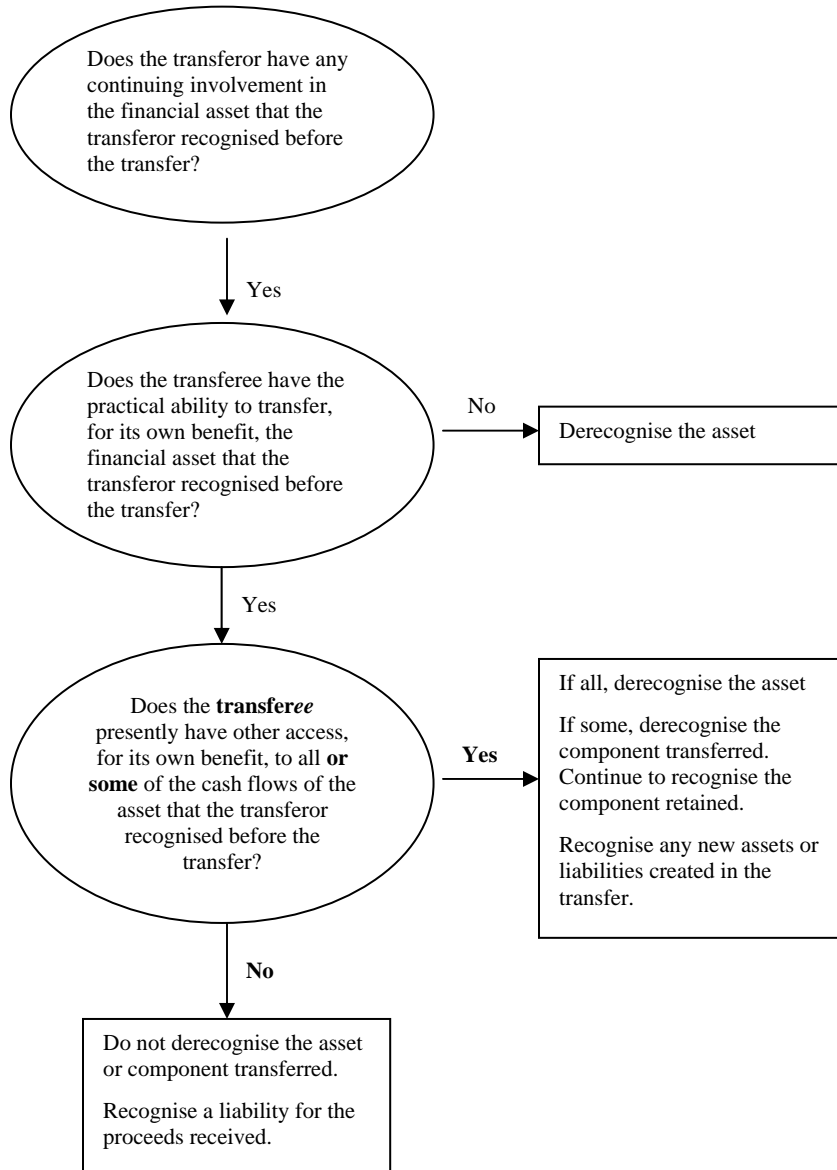 Does the transferor have any
continuing involvement in
the financial asset that the
transferor recognised before
the transfer?
Yes
Does the transferee have the
practical ability to transfer,
for its own benefit, the
financial asset that the
transferor recognised before
the transfer?
No
Derecognise the asset
Yes
Does the transferee
presently have other access,
for its own benefit, to all or
some of the cash flows of the
asset that the transferor
recognised before the
transfer?
Yes
If all, derecognise the asset
If some, derecognise the
component transferred.
Continue to recognise the
component retained.
Recognise any new assets or
liabilities created in the
transfer.
No
Do not derecognise the asset
or component transferred.
Recognise a liability for the
proceeds received.